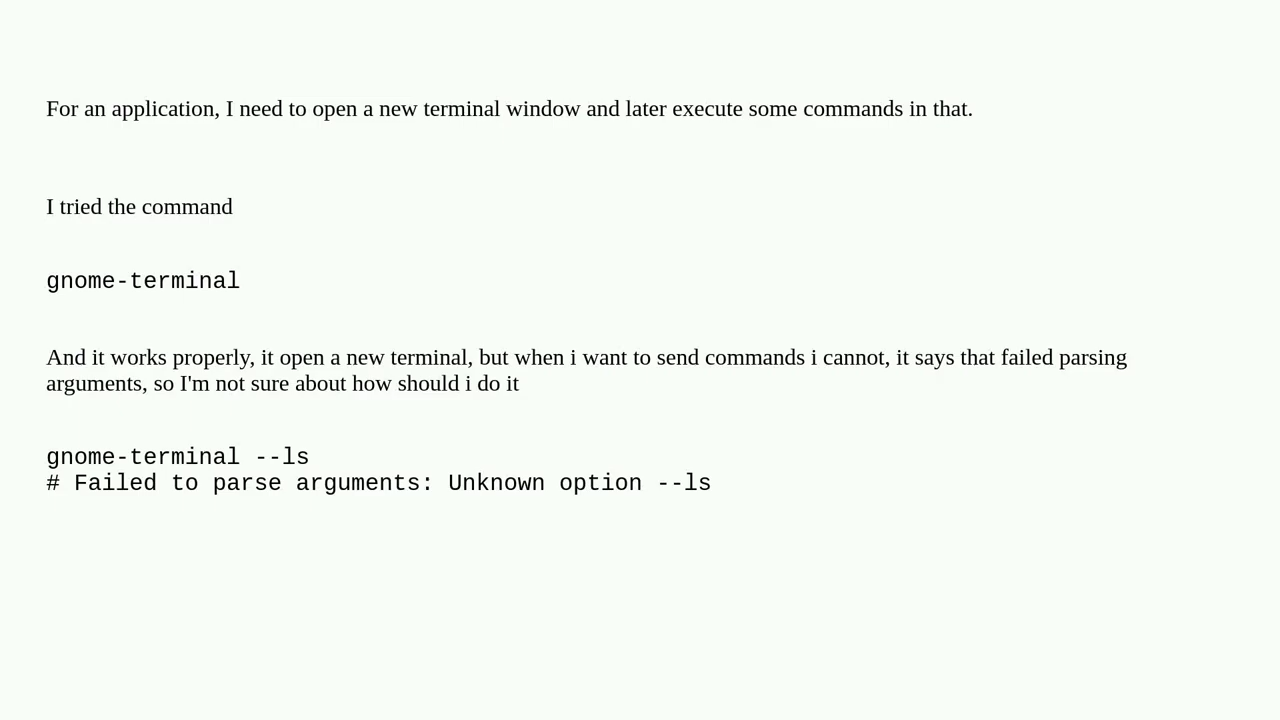 For an application, I need to open a new terminal window and later execute some commands in that.
I tried the command
gnome-terminal
And it works properly, it open a new terminal, but when i want to send commands i cannot, it says that failed parsing
arguments, so I'm not sure about how should i do it
gnome-terminal --ls
# Failed to parse arguments: Unknown option --ls